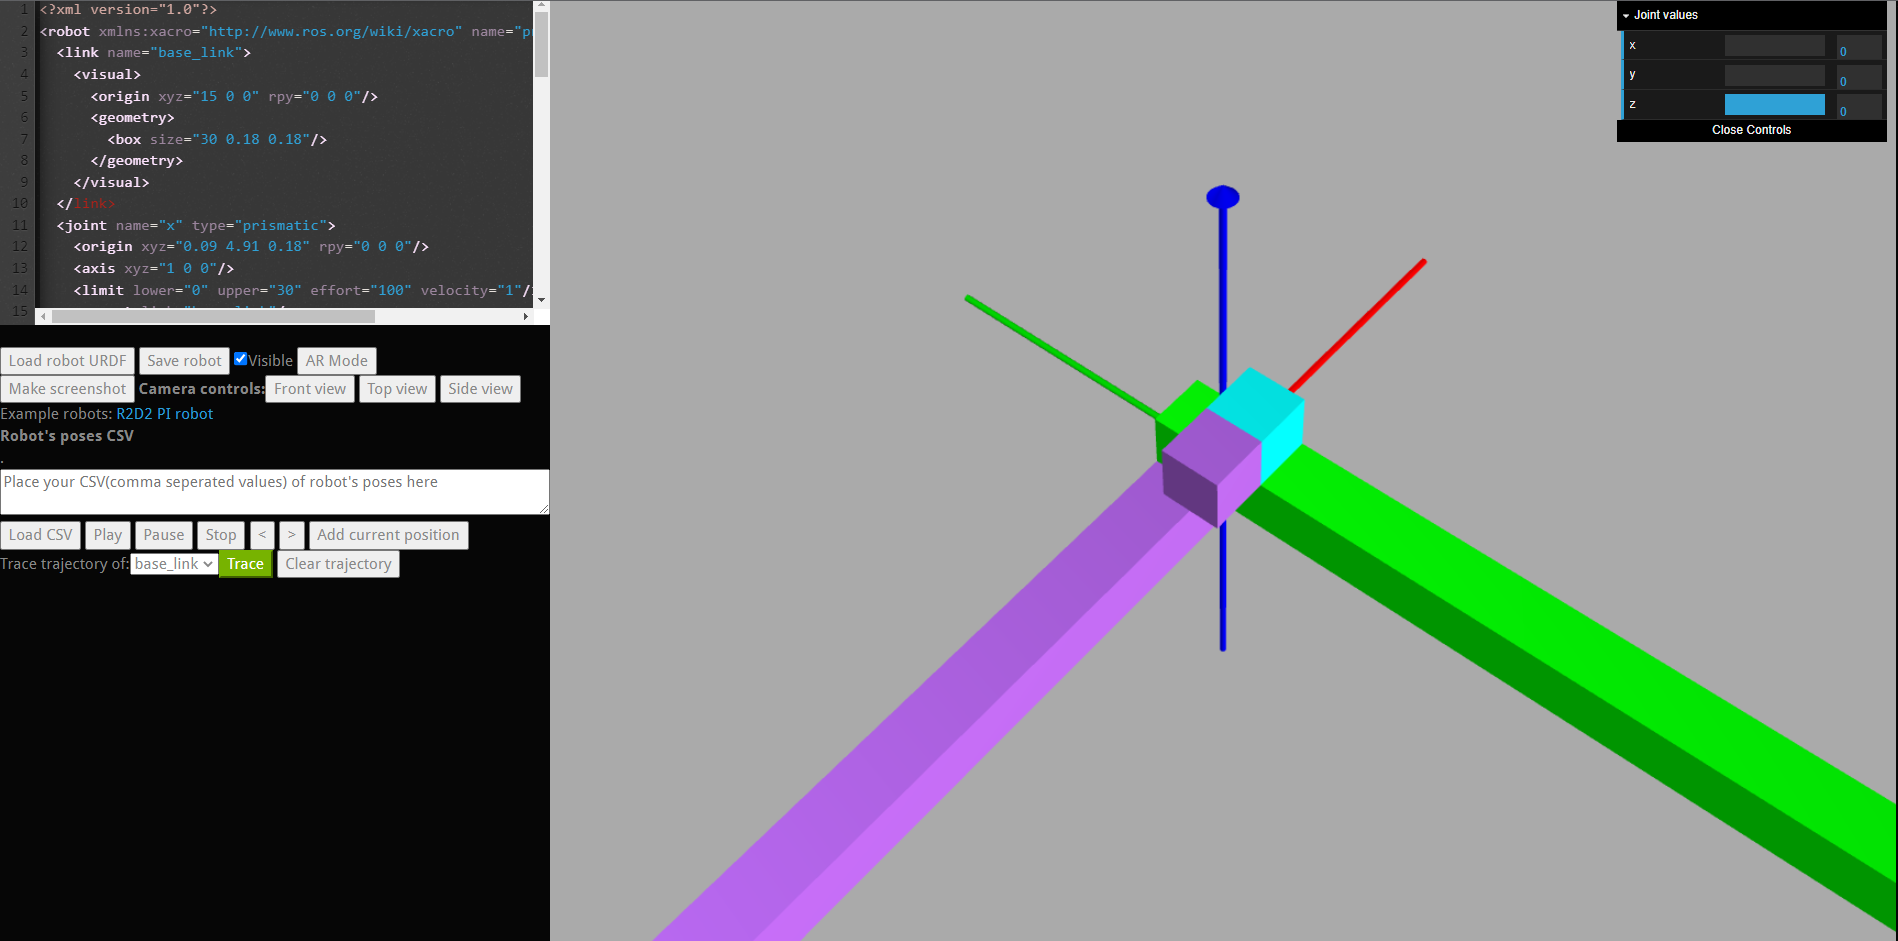 1 <?xml version="1.0"?>
2 <robot xmlns:xacro="http://www.ros.org/wiki/xacro" name="p
3 <link name="base_link">
4 <visual>
5 <origin xyz="15 0 0" rpy="0 0 0"/>
6 <geometry>
7 <box size="30 0.18 0.18"/>
8 </geometry>
9 </visual>
10 </link>
11 <joint name="x" type="prismatic">
12 <origin xyz="0.09 4.91 0.18" rpy="0 0 0"/>
13 <axis xyz="1 0 0"/>
14 <limit lower="0" upper="30" effort="100" velocity="1"/
15
Load robot URDF Save robot Visible AR Mode
Make screenshot Camera controls: Front view Top view Side view
Example robots: R2D2 PI robot
Robot's poses CSV
.
Place your CSV(comma seperated values) of robot's poses here
Load CSV Play Pause Stop < > Add current position
Trace trajectory of: base_link Trace Clear trajectory
Joint values
x 0
y 0
z 0
Close Controls